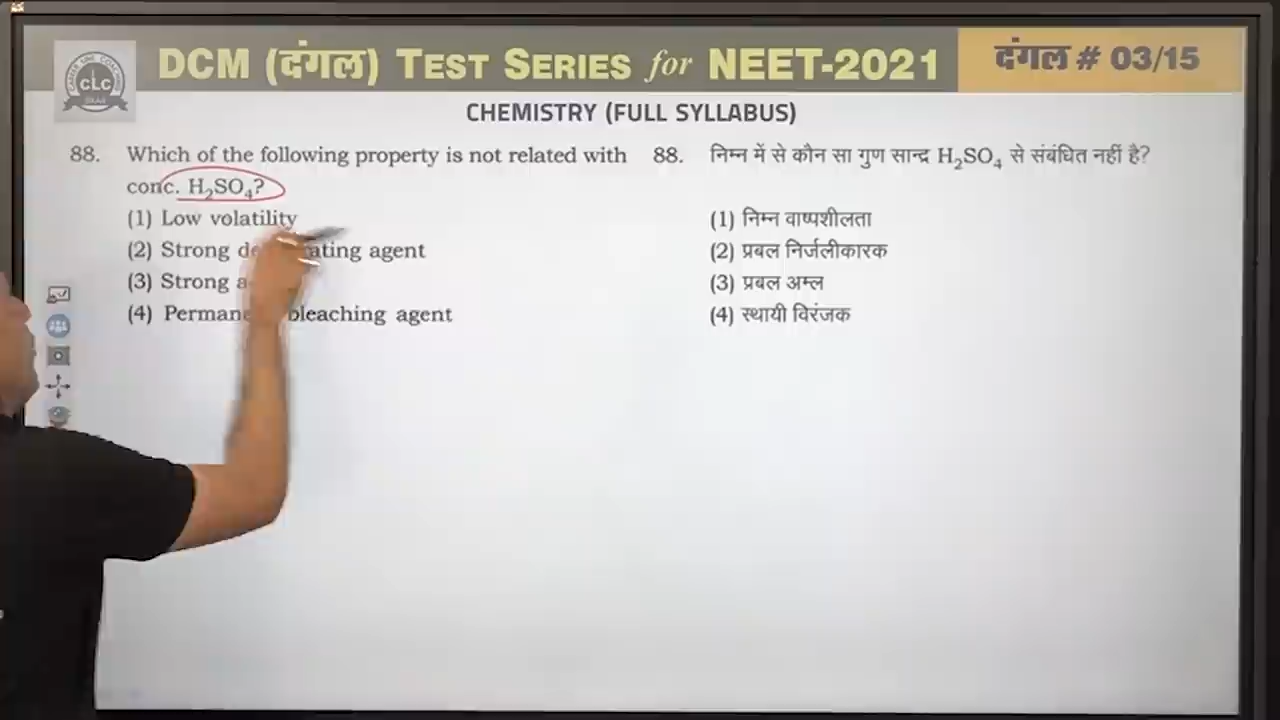 DCM (दंगल) TEST SERIES for NEET-2021
दंगल # 03/15
CLC
CHEMISTRY (FULL SYLLABUS)
88. Which of the following property is not related with
conc. H₂SO₄?
(1) Low volatility
(2) Strong agent
(3) Strong
(4) bleaching agent
88. निम्न में से कौन सा गुण सान्द्र H₂SO₄ से संबंधित नहीं है?
(1) निम्न वाष्पशीलता
(2) प्रबल निर्जलीकारक
(3) प्रबल अम्ल
(4) स्थायी विरंजक